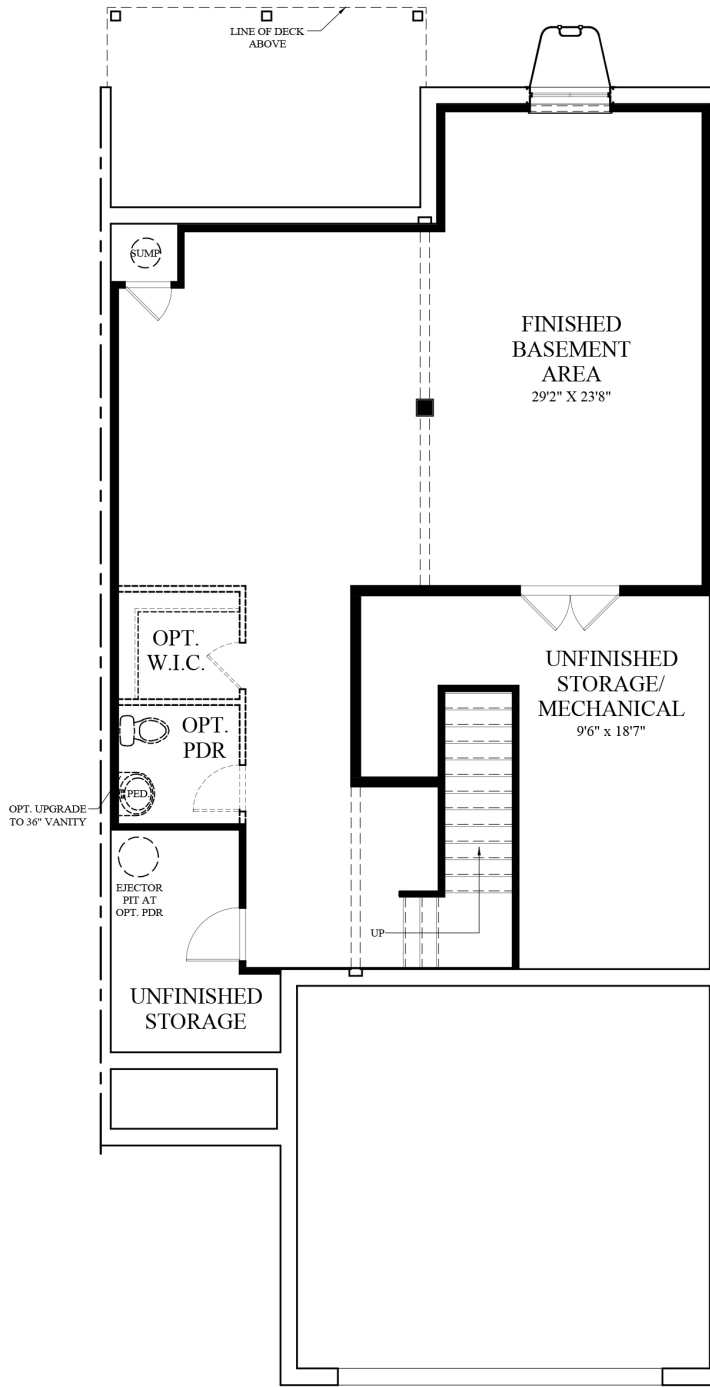 LINE OF DECK
ABOVE
SUMP
FINISHED
BASEMENT
AREA
29'2" X 23'8"
OPT.
W.I.C.
UNFINISHED
STORAGE/
MECHANICAL
9'6" x 18'7"
OPT.
PDR
PED.
OPT. UPGRADE
TO 36" VANITY
EJECTOR
PIT AT
OPT. PDR
UP
UNFINISHED
STORAGE